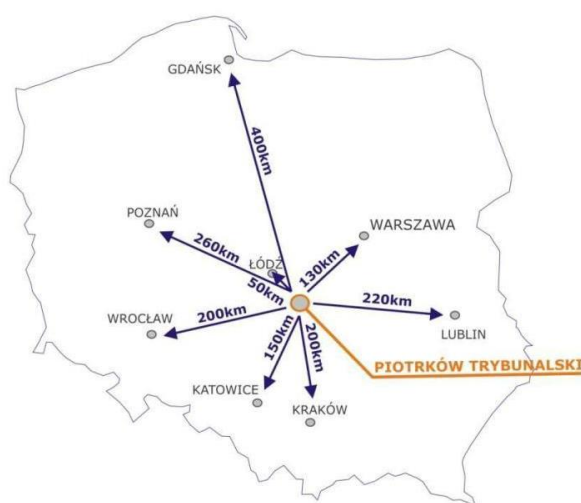 GDAŃSK
400km
POZNAŃ
260km
WARSZAWA
ŁÓDŹ
130km
50km
220km
WROCŁAW
200km
LUBLIN
150km
200km
PIOTRKÓW TRYBUNALSKI
KATOWICE
KRAKÓW